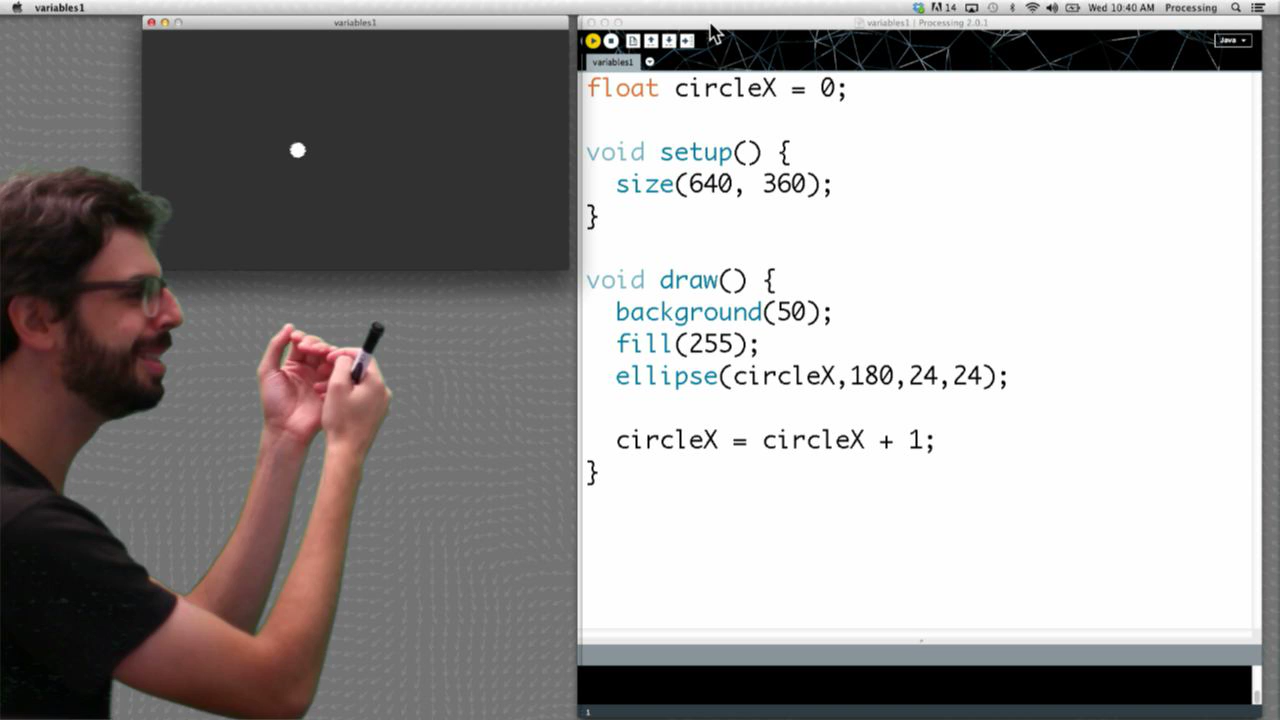 variables1
14
Wed 10:40 AM Processing
variables1
variables1 | Processing 2.0.1
Java
variables1
float circleX = 0;
void setup() {
size(640, 360);
}
void draw() {
background(50);
fill(255);
ellipse(circleX,180,24,24);
circleX = circleX + 1;
}
1